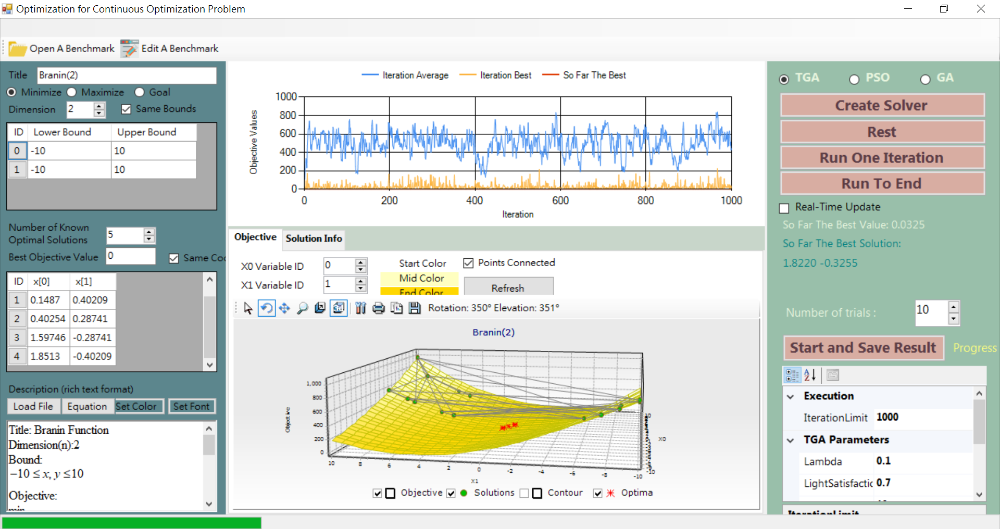 Optimization for Continuous Optimization Problem
Open A Benchmark Edit A Benchmark
Title Branin(2)
Minimize Maximize Goal
Dimension 2 Same Bounds
ID Lower Bound Upper Bound
0 -10 10
1 -10 10
Number of Known
Optimal Solutions 5
Best Objective Value 0 Same Coo
ID x[0] x[1]
1 0.1487 0.40209
2 0.40254 0.28741
3 1.59746 -0.28741
4 1.8513 -0.40209
Description (rich text format)
Load File Equation Set Color Set Font
Title: Branin Function
Dimension(n):2
Bound:
−10 ≤ x, y ≤10
Objective:
min
Iteration Average Iteration Best So Far The Best
Objective Values
1000
800
600
400
200
0
0 200 400 600 800 1000
Iteration
Objective Solution Info
X0 Variable ID 0
X1 Variable ID 1
Start Color
Mid Color
End Color
Points Connected
Refresh
3d
Rotation: 350° Elevation: 351°
Branin(2)
Objective
1,000
800
600
400
200
0
10 8 6 4 2 0 -2 -4 -6 -8 -10
X1
10
-10
X0
Objective Solutions Contour Optima
TGA PSO GA
Create Solver
Rest
Run One Iteration
Run To End
Real-Time Update
So Far The Best Value: 0.0325
So Far The Best Solution:
1.8220 -0.3255
Number of trials : 10
Start and Save Result Progress
Execution
IterationLimit 1000
TGA Parameters
Lambda 0.1
LightSatisfactic 0.7
IterationLimit